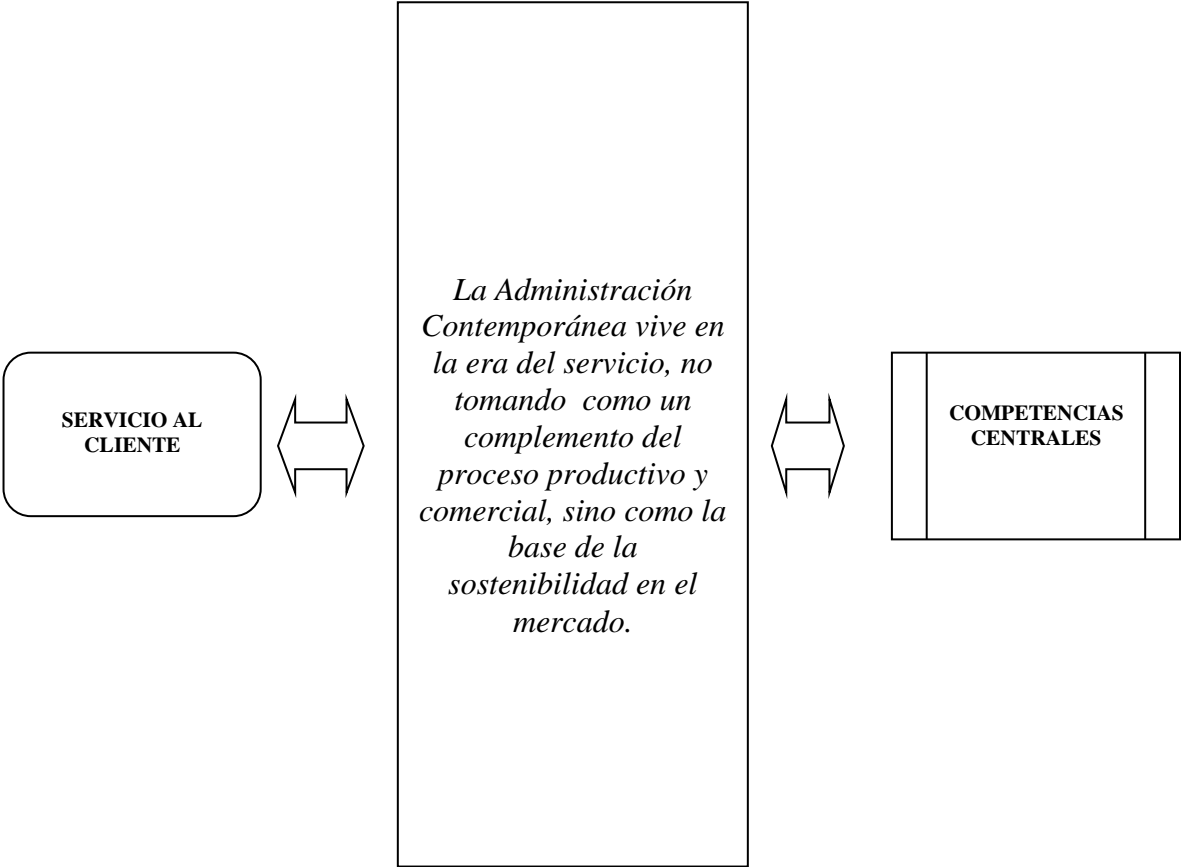 SERVICIO AL
CLIENTE
La Administración
Contemporánea vive en
la era del servicio, no
tomando como un
complemento del
proceso productivo y
comercial, sino como la
base de la
sostenibilidad en el
mercado.
COMPETENCIAS
CENTRALES